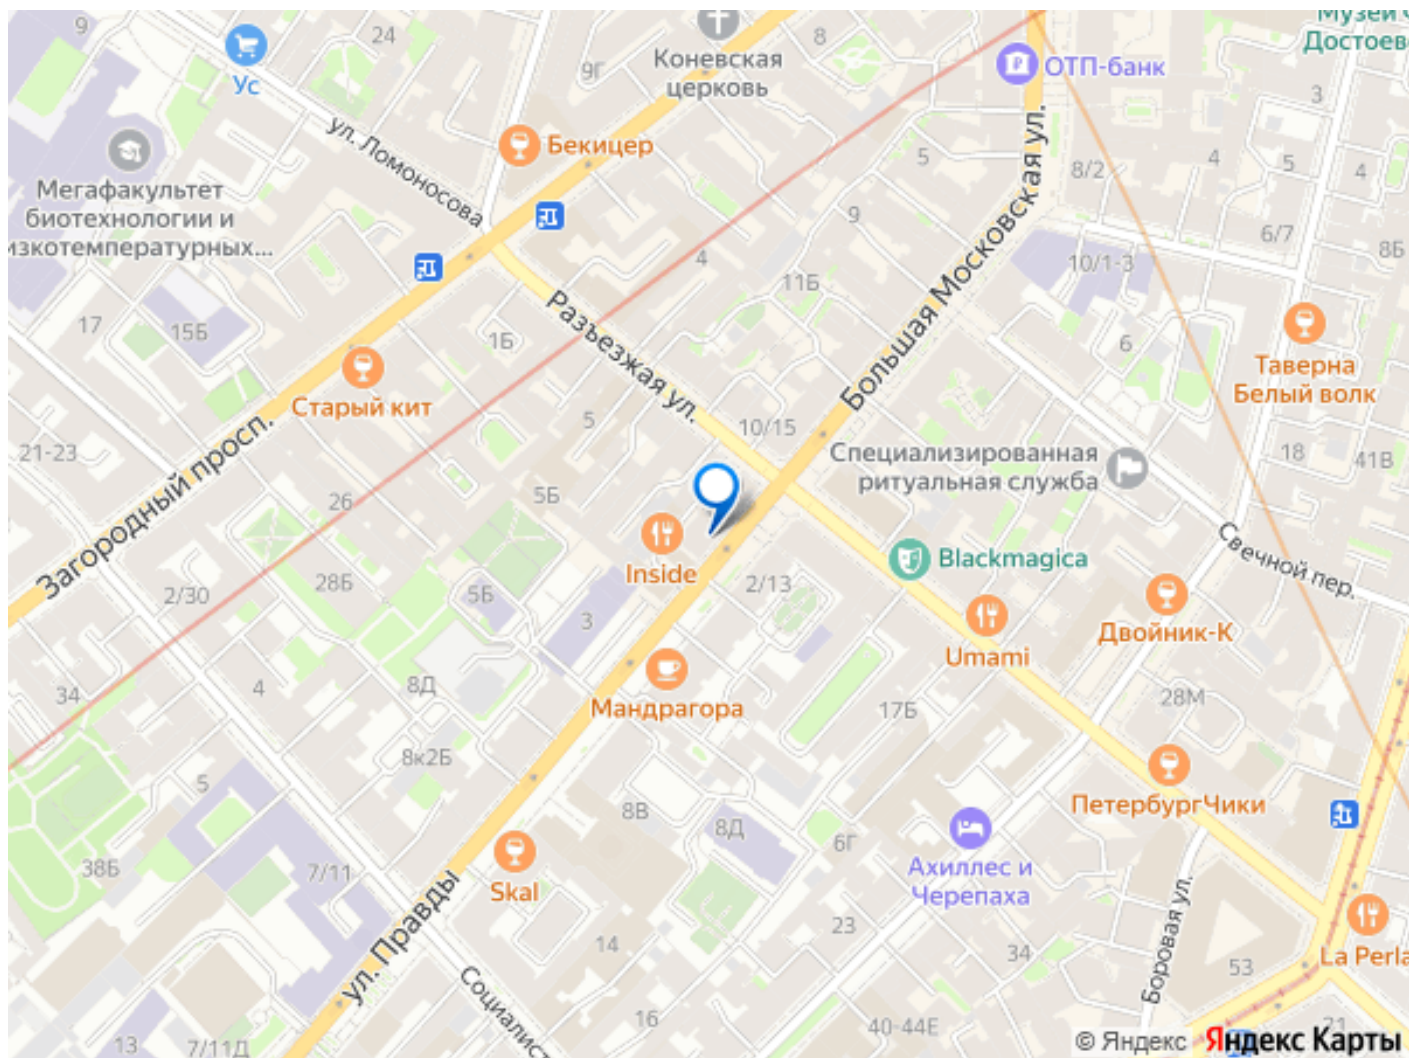 9
24
Ус
ул. Ломоносова
Бекицер
9Г
Коневская
церковь
8
ОТП-банк
Достоев
3
Мегафакультет
биотехнологии и
изкотемпературных...
5
9
4
11Б
Большая Московская ул.
8/2
4
5
4
6/7
8Б
10/1-3
17
15Б
1Б
Разъезжая ул.
Старый кит
6
Таверна
Белый волк
21-23
Загородный просп.
26
5
5Б
10/15
Специализированная
ритуальная служба
18
41В
Свечной пер.
Inside
Blackmagica
2/30
28Б
5Б
3
2/13
Umami
Двойник-К
34
4
8Д
Мандрагора
17Б
28М
5
8к2Б
8В
8Д
6Г
ПетербургЧики
38Б
7/11
Skal
Ахиллес и
Черепаха
ул. Правды
14
23
34
Боровая ул.
53
La Perla
Социалист
13
7/11Д
16
40-44Е
21
© Яндекс Яндекс Карты